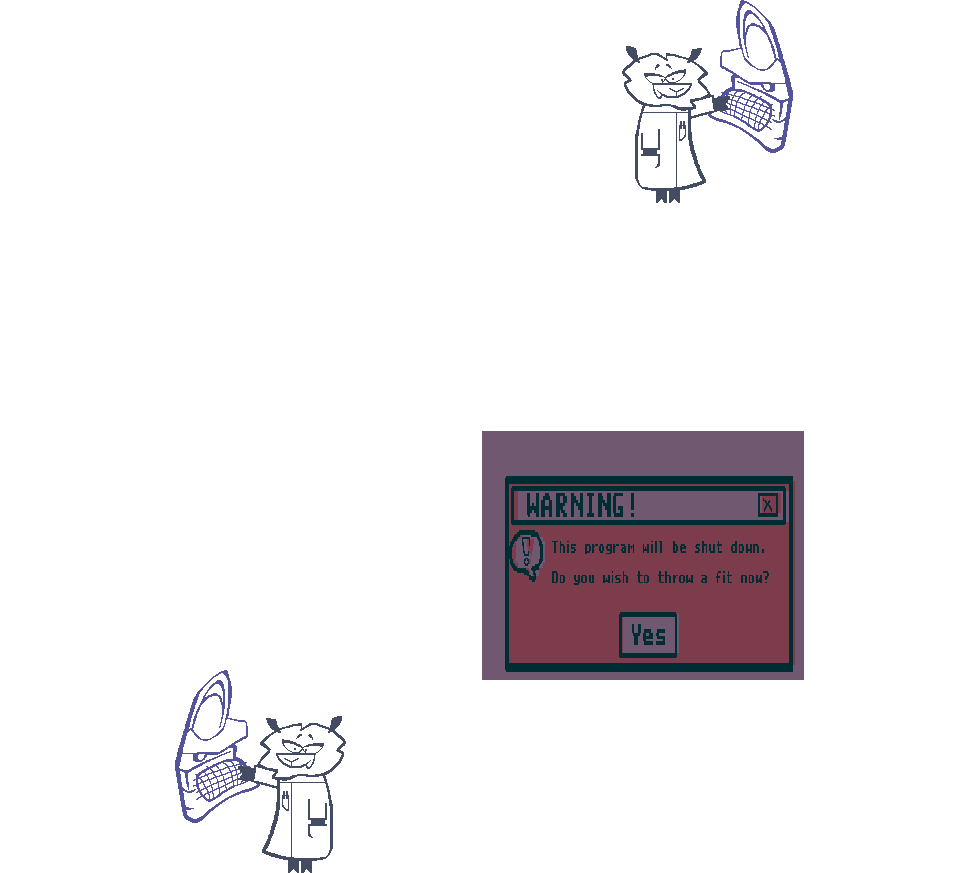 WARNING!
X
This program will be shut down.
Do you wish to throw a fit now?
Yes